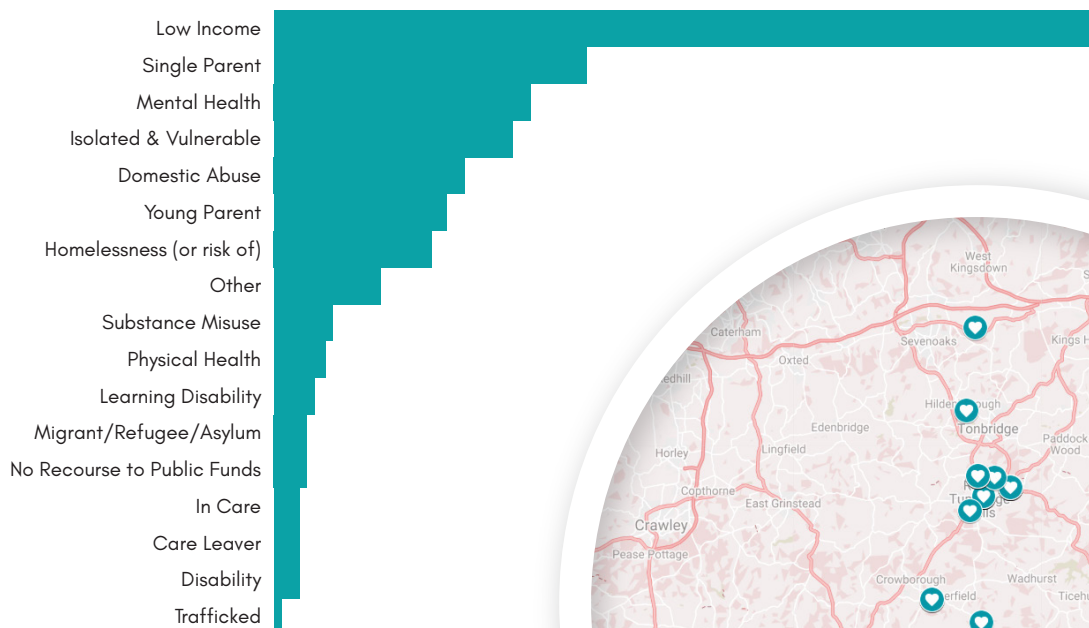 Low Income
Single Parent
Mental Health
Isolated & Vulnerable
Domestic Abuse
Young Parent
Homelessness (or risk of)
Other
Substance Misuse
Physical Health
Learning Disability
Migrant/Refugee/Asylum
No Recourse to Public Funds
In Care
Care Leaver
Disability
Trafficked
West
Kingsdown
Caterham
Sevenoaks
Oxted
Edenbridge
Tonbridge
Paddock
Wood
Horley
Lingfield
Copthorne
East Grinstead
Crawley
Pease Pottage
Crowborough
Wadhurst